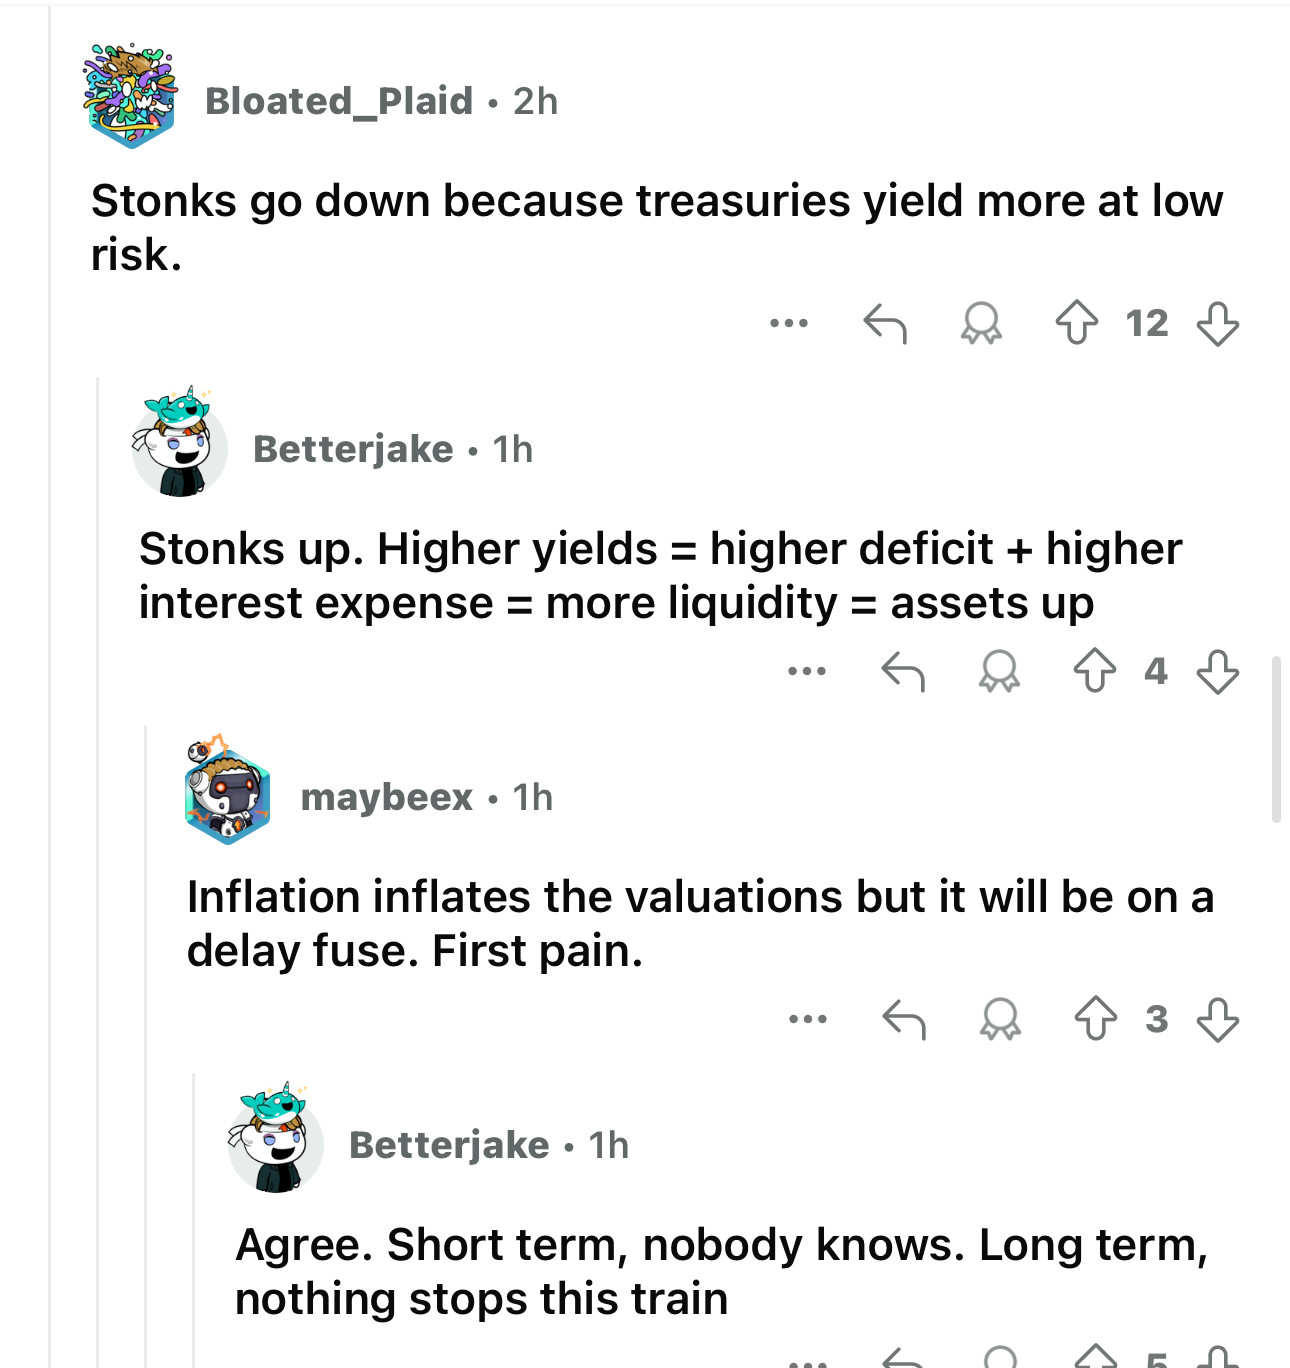 Bloated_Plaid • 2h
Stonks go down because treasuries yield more at low
risk.
12
Betterjake • 1h
Stonks up. Higher yields = higher deficit + higher
interest expense = more liquidity = assets up
4
maybeex • 1h
Inflation inflates the valuations but it will be on a
delay fuse. First pain.
3
Betterjake • 1h
Agree. Short term, nobody knows. Long term,
nothing stops this train
5